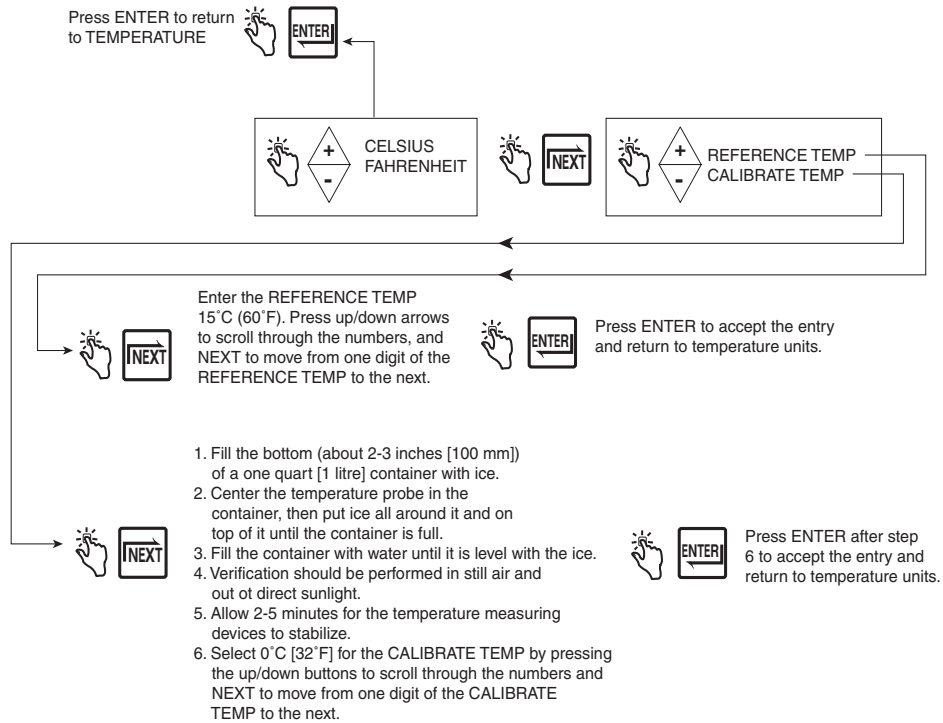 Press ENTER to return
to TEMPERATURE
ENTER
+
-
CELSIUS
FAHRENHEIT
NEXT
+
-
REFERENCE TEMP
CALIBRATE TEMP
NEXT
Enter the REFERENCE TEMP
15˚C (60˚F). Press up/down arrows
to scroll through the numbers, and
NEXT to move from one digit of the
REFERENCE TEMP to the next.
ENTER
Press ENTER to accept the entry
and return to temperature units.
NEXT
1. Fill the bottom (about 2-3 inches [100 mm])
of a one quart [1 litre] container with ice.
2. Center the temperature probe in the
container, then put ice all around it and on
top of it until the container is full.
3. Fill the container with water until it is level with the ice.
4. Verification should be performed in still air and
out ot direct sunlight.
5. Allow 2-5 minutes for the temperature measuring
devices to stabilize.
6. Select 0˚C [32˚F] for the CALIBRATE TEMP by pressing
the up/down buttons to scroll through the numbers and
NEXT to move from one digit of the CALIBRATE
TEMP to the next.
ENTER
Press ENTER after step
6 to accept the entry and
return to temperature units.